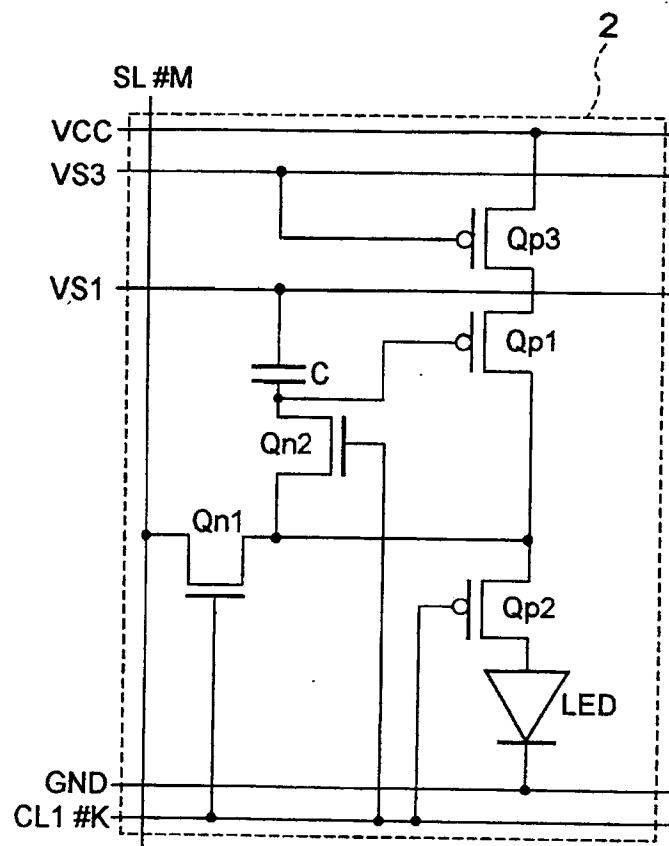 2
SL #M
VCC
VS3
Qp3
VS1
Qp1
C
Qn2
Qn1
Qp2
LED
GND
CL1 #K